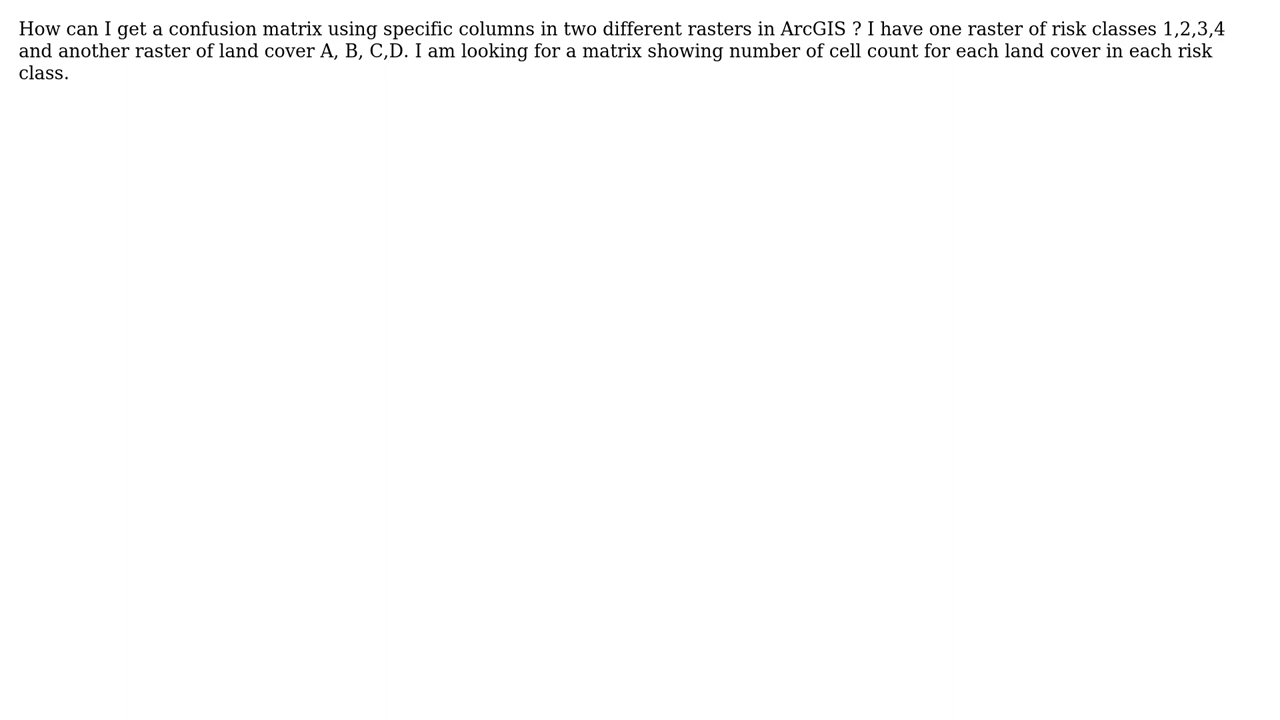 How can I get a confusion matrix using specific columns in two different rasters in ArcGIS ? I have one raster of risk classes 1,2,3,4
and another raster of land cover A, B, C,D. I am looking for a matrix showing number of cell count for each land cover in each risk
class.